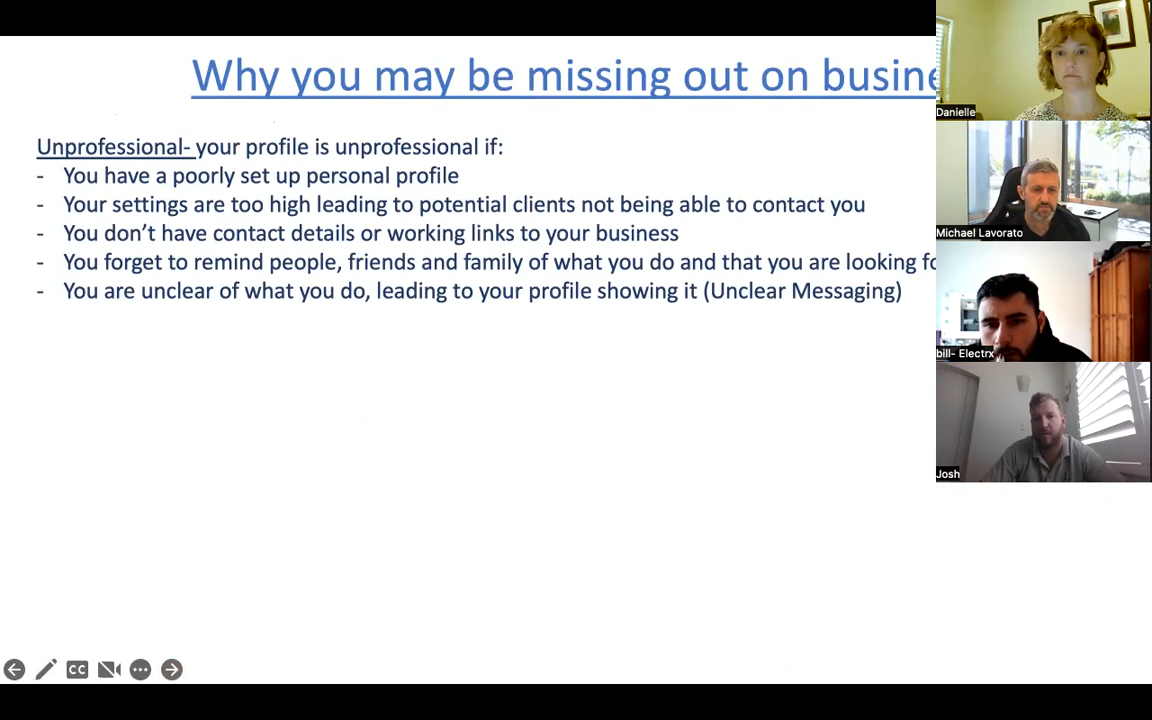 Why you may be missing out on busine
Unprofessional- your profile is unprofessional if:
- You have a poorly set up personal profile
- Your settings are too high leading to potential clients not being able to contact you
- You don’t have contact details or working links to your business
- You forget to remind people, friends and family of what you do and that you are looking fo
- You are unclear of what you do, leading to your profile showing it (Unclear Messaging)
Danielle
Michael Lavorato
bill- Electrx
Josh
CC